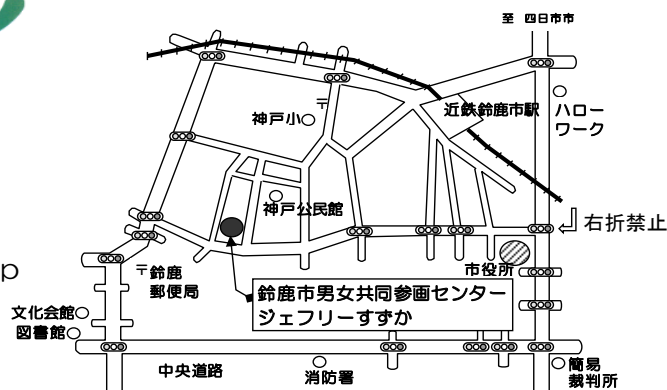 至 四日市市
近鉄鈴鹿市駅
ハロー
ワーク
〒
神戸小
神戸公民館
右折禁止
市役所
p
〒鈴鹿
郵便局
鈴鹿市男女共同参画センター
ジェフリーすずか
文化会館
図書館
中央道路
消防署
簡易
裁判所